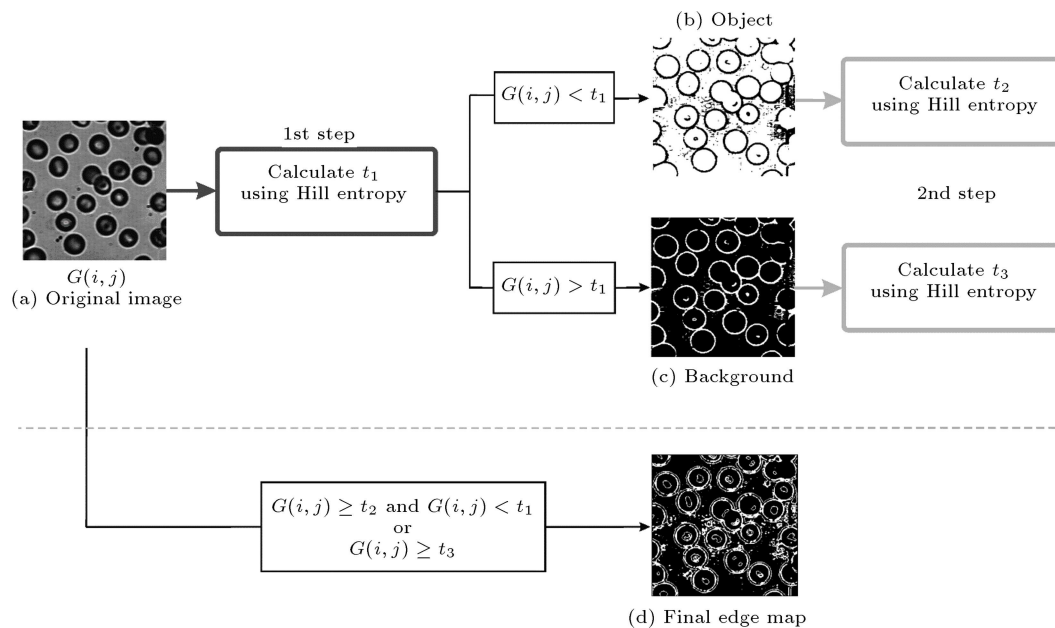 (b) Object
G(i, j) < t₁
Calculate t₂
using Hill entropy
1st step
Calculate t₁
using Hill entropy
2nd step
G(i, j)
(a) Original image
G(i, j) > t₁
Calculate t₃
using Hill entropy
(c) Background
G(i, j) ≥ t₂ and G(i, j) < t₁
or
G(i, j) ≥ t₃
(d) Final edge map